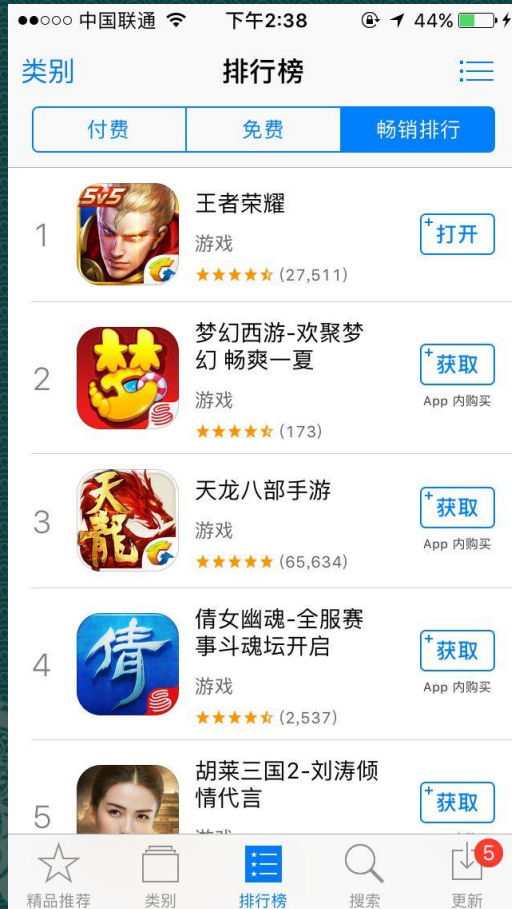 中国联通 下午2:38 44%
类别 排行榜
付费 免费 畅销排行
1
5v5
王者荣耀
游戏
(27,511)
+打开
2
梦
梦幻西游-欢聚梦
幻 畅爽一夏
游戏
(173)
+获取
App 内购买
3
天龍
天龙八部手游
游戏
(65,634)
+获取
App 内购买
4
倩
倩女幽魂-全服赛
事斗魂坛开启
游戏
(2,537)
+获取
App 内购买
5
胡莱三国2-刘涛倾
情代言
+获取
5
精品推荐 类别 排行榜 搜索 更新